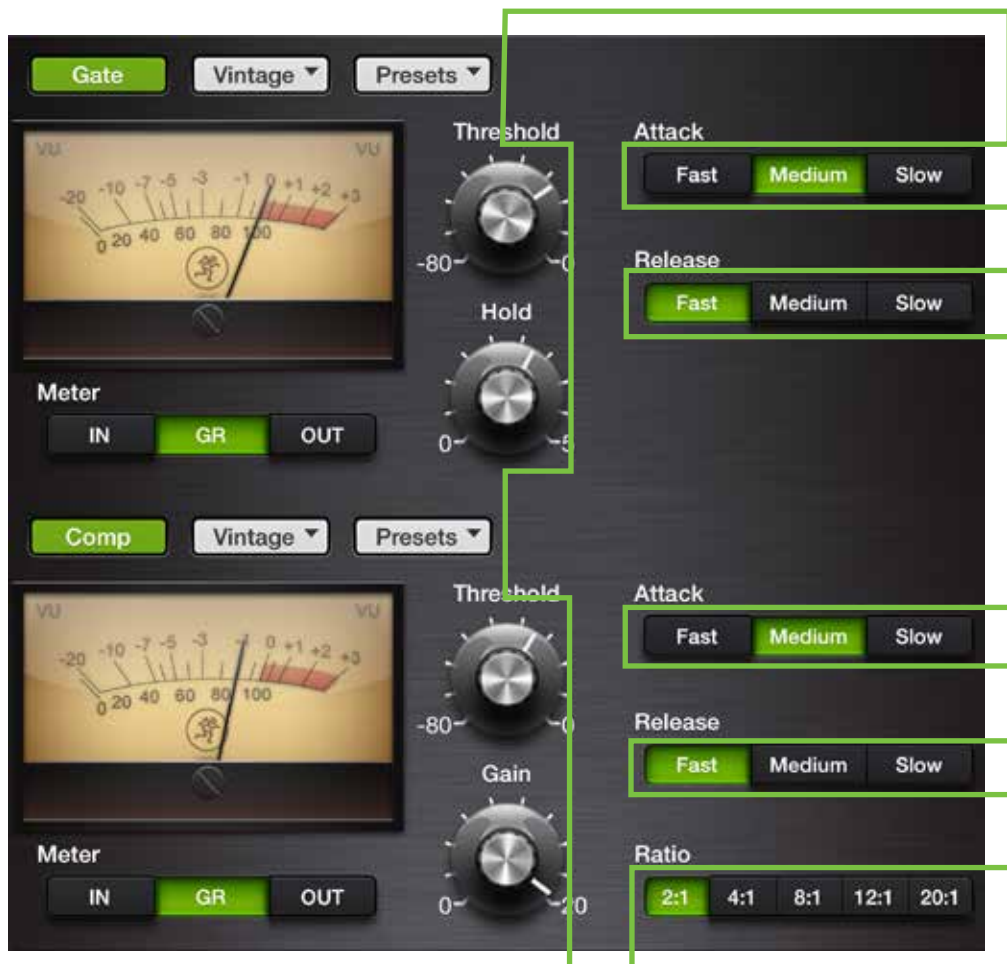 Gate
Vintage
Presets
Threshold
-80
0
Hold
0
5
Attack
Fast Medium Slow
Release
Fast Medium Slow
VU VU
-20 -10 -7 -5 -3 -1 0 +1 +2 +3
0 20 40 60 80 100
Meter
IN GR OUT
Comp
Vintage
Presets
Threshold
-80
0
Gain
0
20
Attack
Fast Medium Slow
Release
Fast Medium Slow
Ratio
2:1 4:1 8:1 12:1 20:1
VU VU
-20 -10 -7 -5 -3 -1 0 +1 +2 +3
0 20 40 60 80 100
Meter
IN GR OUT